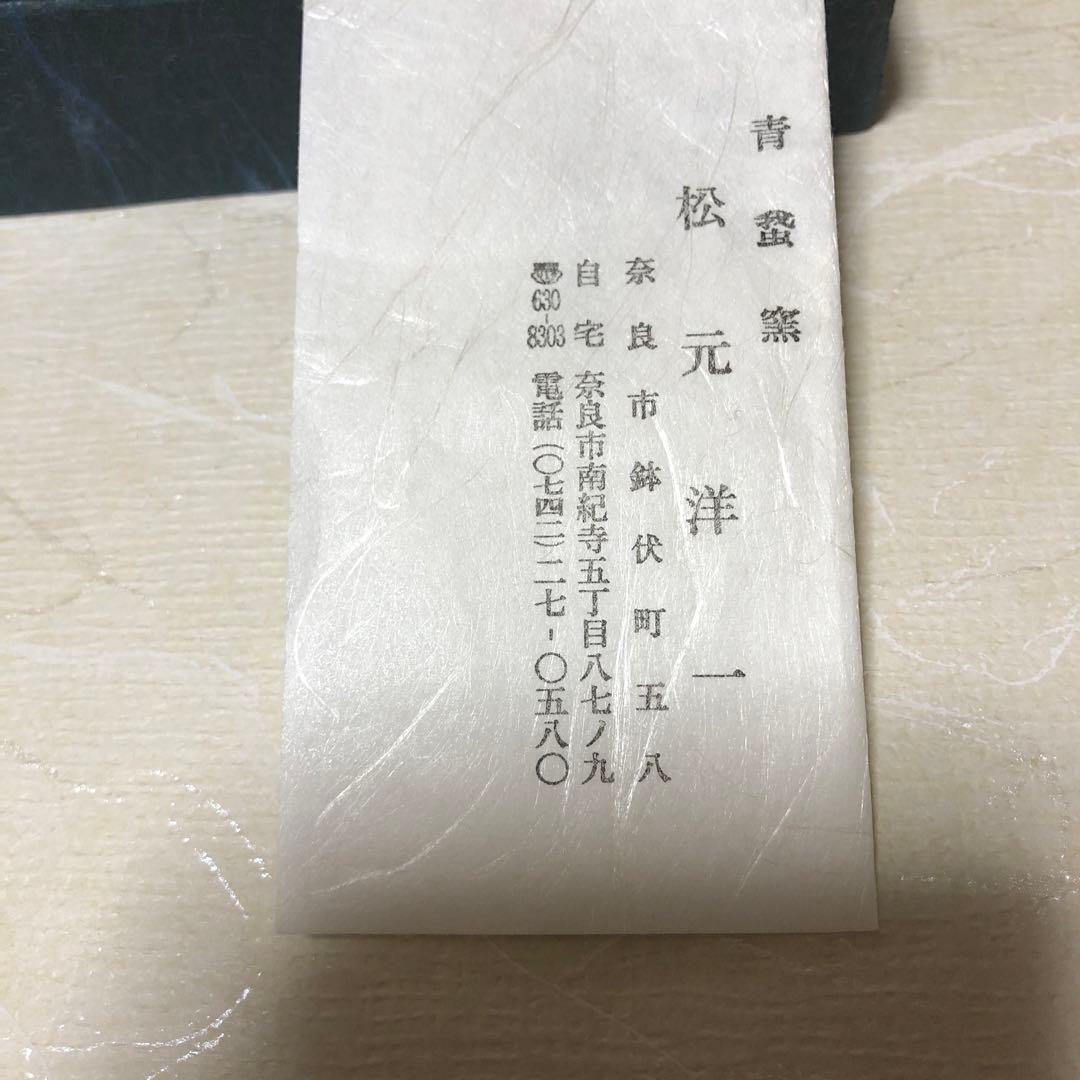 青䖸窯
松元洋一
奈良市鉢伏町五八
自宅 奈良市南紀寺五丁目八七ノ九
〠630-8303 電話(〇七四二)二七-〇五八〇